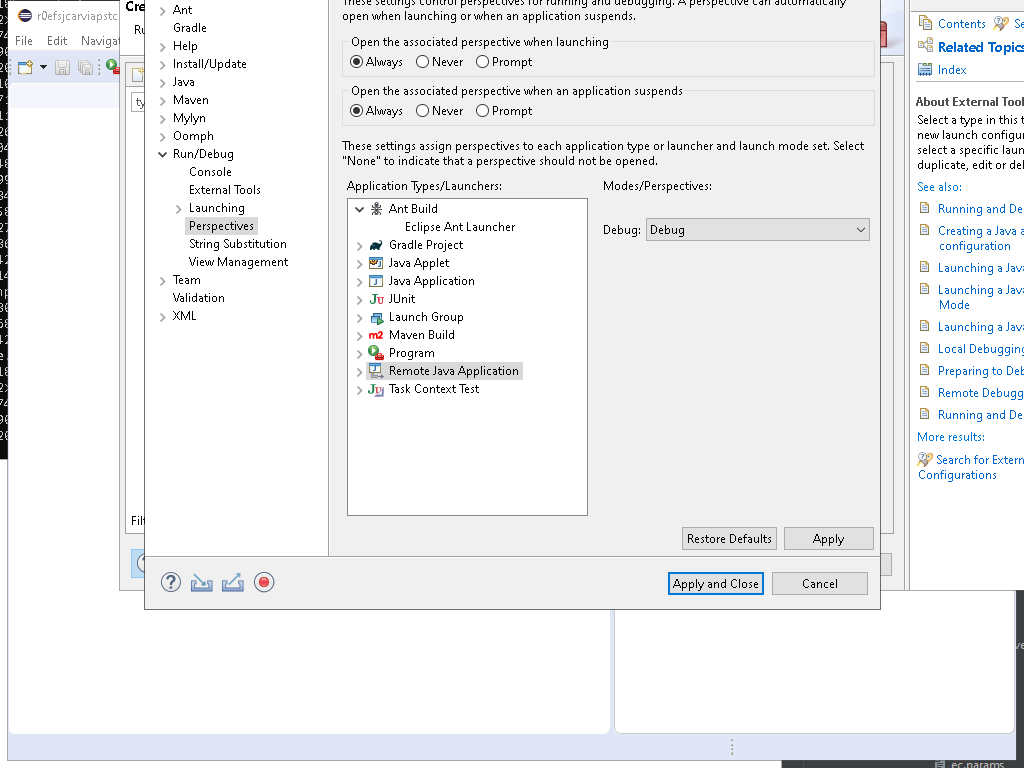 r0efsjcarviapstc
File Edit Naviga
Cre
Ru
ty
Filt
Ant
Gradle
Help
Install/Update
Java
Maven
Mylyn
Oomph
Run/Debug
Console
External Tools
Launching
Perspectives
String Substitution
View Management
Team
Validation
XML
These settings control perspectives for running and debugging. A perspective can automatically
open when launching or when an application suspends.
Open the associated perspective when launching
Always Never Prompt
Open the associated perspective when an application suspends
Always Never Prompt
These settings assign perspectives to each application type or launcher and launch mode set. Select
"None" to indicate that a perspective should not be opened.
Application Types/Launchers:
Modes/Perspectives:
Ant Build
Eclipse Ant Launcher
Gradle Project
Java Applet
Java Application
JU JUnit
Launch Group
m2 Maven Build
Program
Remote Java Application
Task Context Test
Debug: Debug
Restore Defaults Apply
Apply and Close Cancel
Contents Se
Related Topics
Index
About External Tool
Select a type in this t
new launch configur
select a specific laun
duplicate, edit or del
See also:
Running and De
Creating a Java a
configuration
Launching a Java
Launching a Java
Mode
Launching a Java
Local Debugging
Preparing to Deb
Remote Debugg
Running and De
More results:
Search for Extern
Configurations
ec.params